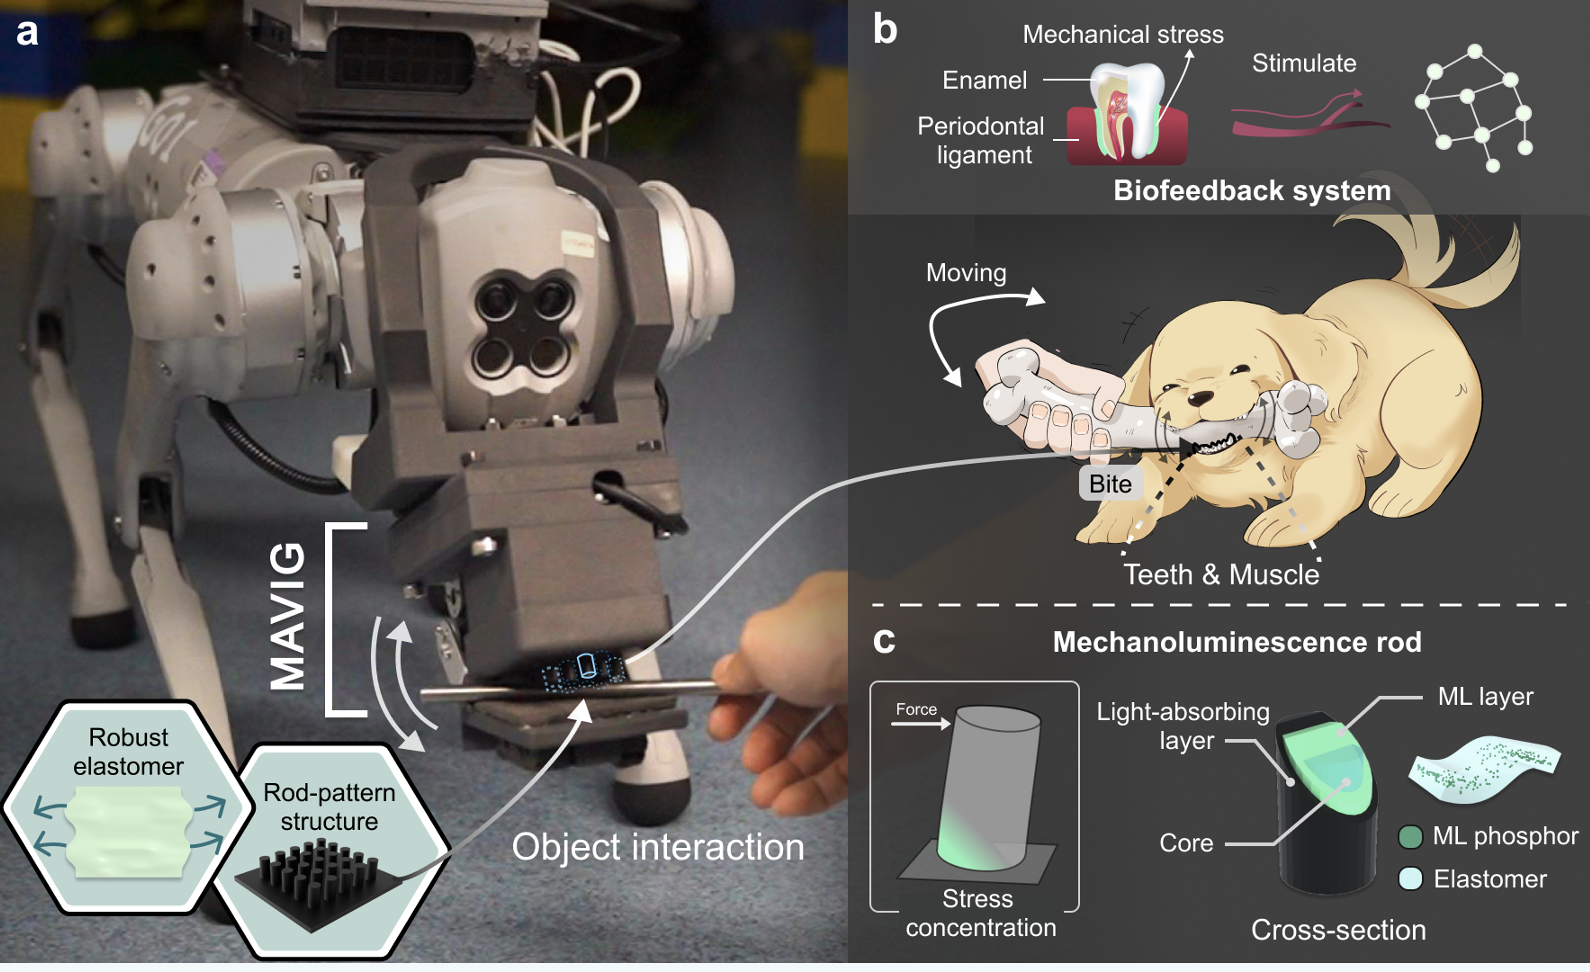 a
MAVIG
Robust
elastomer
Rod-pattern
structure
Object interaction
b
Mechanical stress
Enamel
Periodontal
ligament
Stimulate
Biofeedback system
Moving
Bite
Teeth & Muscle
c
Mechanoluminescence rod
Force
Stress
concentration
Light-absorbing
layer
ML layer
Core
ML phosphor
Elastomer
Cross-section